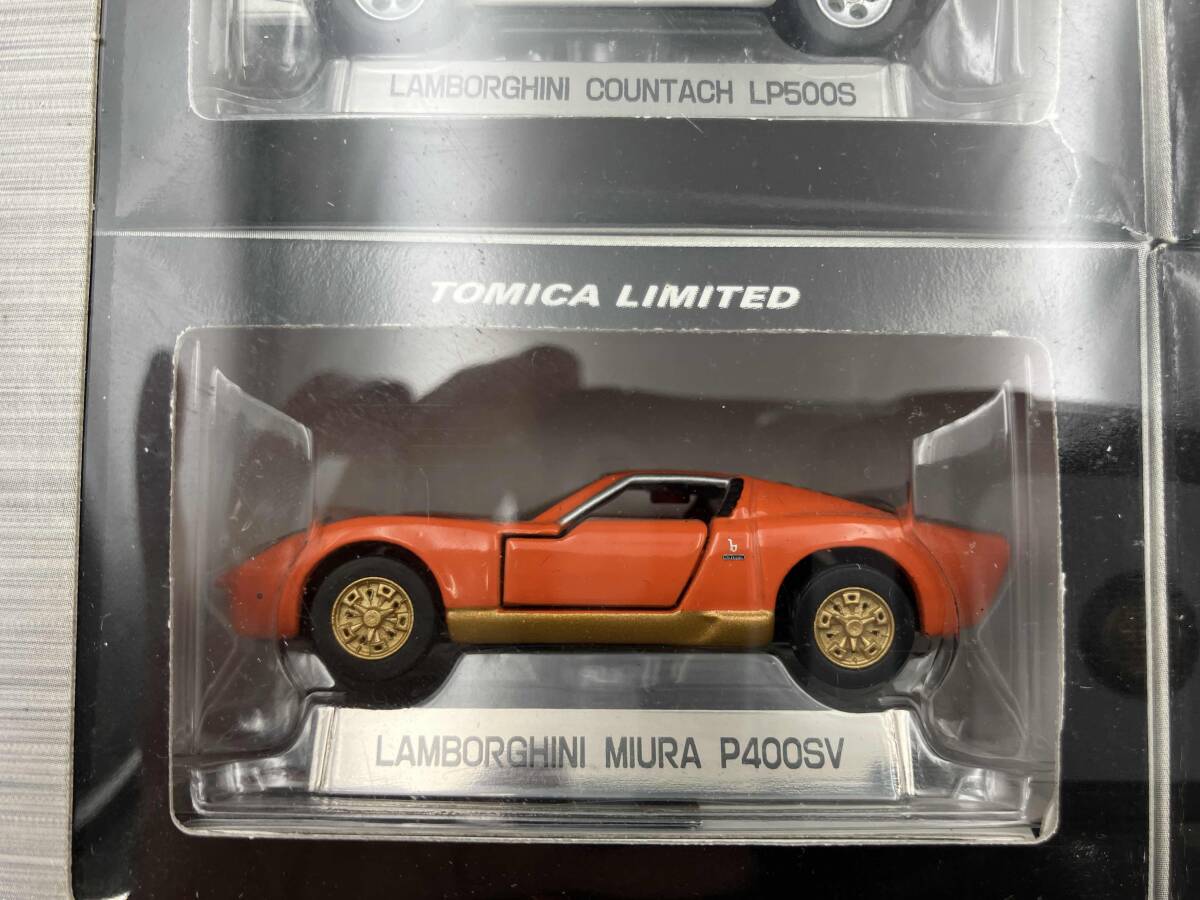 LAMBORGHINI COUNTACH LP500S
TOMICA LIMITED
LAMBORGHINI MIURA P400SV